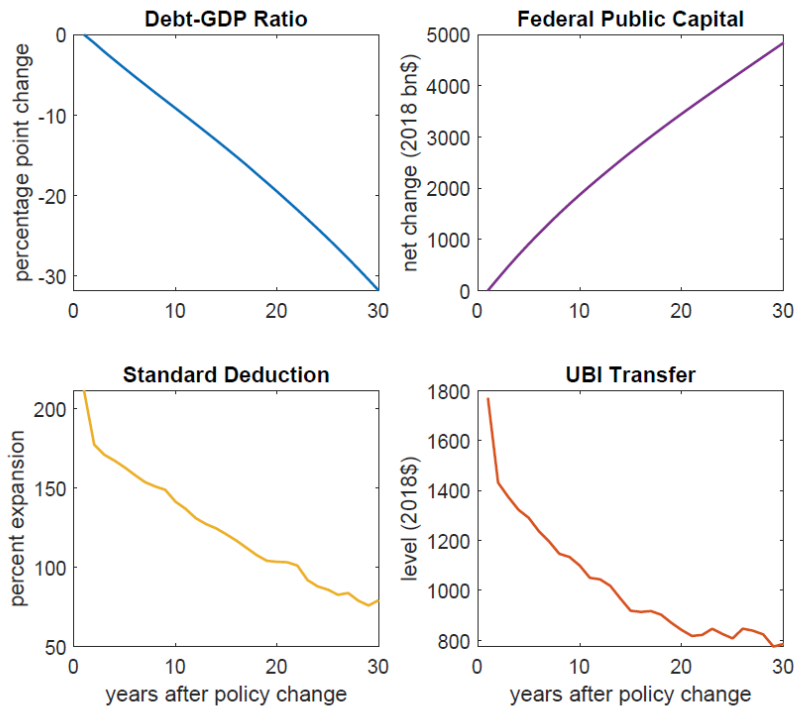 Debt-GDP Ratio
percentage point change
0
-10
-20
-30
0 10 20 30
Federal Public Capital
net change (2018 bn$)
5000
4000
3000
2000
1000
0
0 10 20 30
Standard Deduction
percent expansion
200
150
100
50
0 10 20 30
years after policy change
UBI Transfer
level (2018$)
1800
1600
1400
1200
1000
800
0 10 20 30
years after policy change